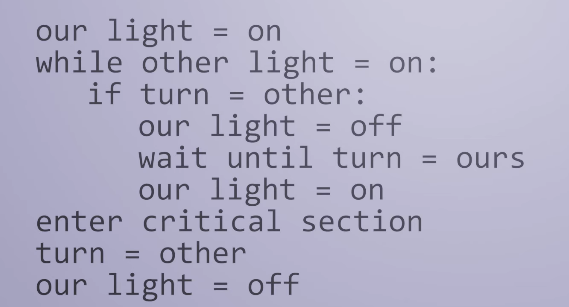 our light = on
while other light = on:
   if turn = other:
      our light = off
      wait until turn = ours
      our light = on
enter critical section
turn = other
our light = off